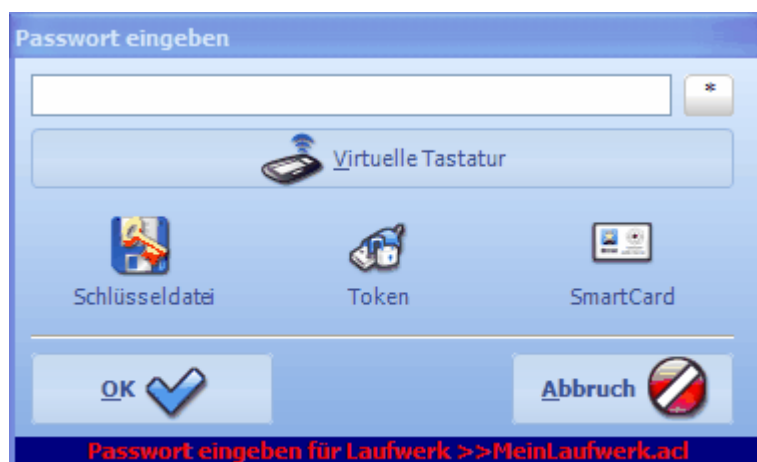 Passwort eingeben
*
Virtuelle Tastatur
Schlüsseldatei
Token
SmartCard
OK
Abbruch
Passwort eingeben für Laufwerk >>MeinLaufwerk.acl